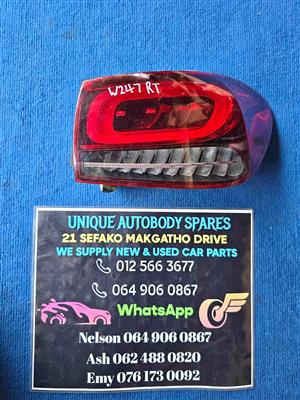 W247 RT
UNIQUE AUTOBODY SPARES
21 SEFAKO MAKGATHO DRIVE
WE SUPPLY NEW & USED CAR PARTS
012 566 3677
064 906 0867
WhatsApp
Nelson 064 906 0867
Ash 062 488 0820
Emy 076 173 0092